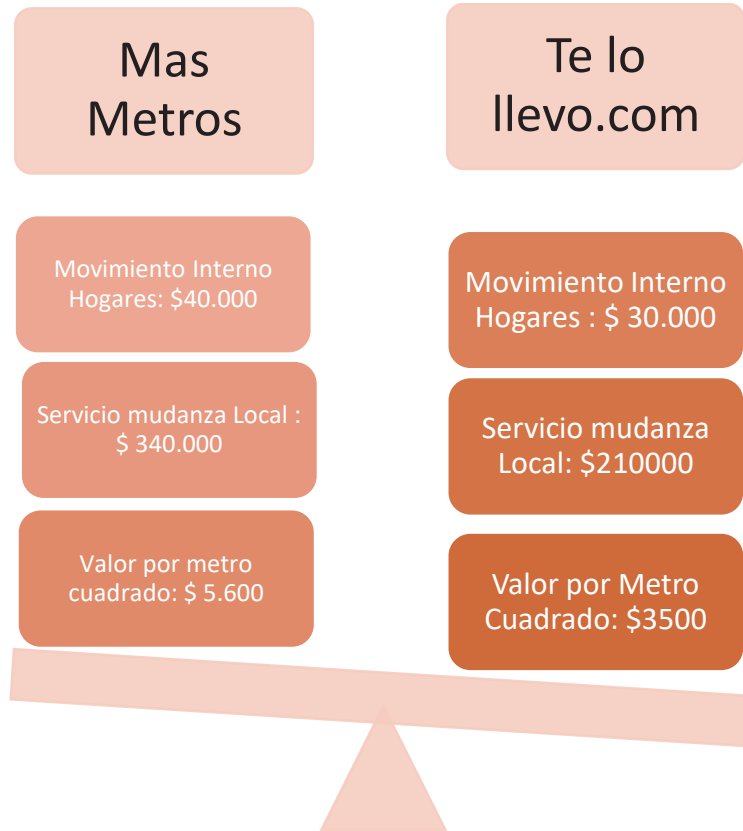 Mas
Metros
Movimiento Interno
Hogares: $40.000
Servicio mudanza Local :
$ 340.000
Valor por metro
cuadrado: $ 5.600
Te lo
llevo.com
Movimiento Interno
Hogares : $ 30.000
Servicio mudanza
Local: $210000
Valor por Metro
Cuadrado: $3500